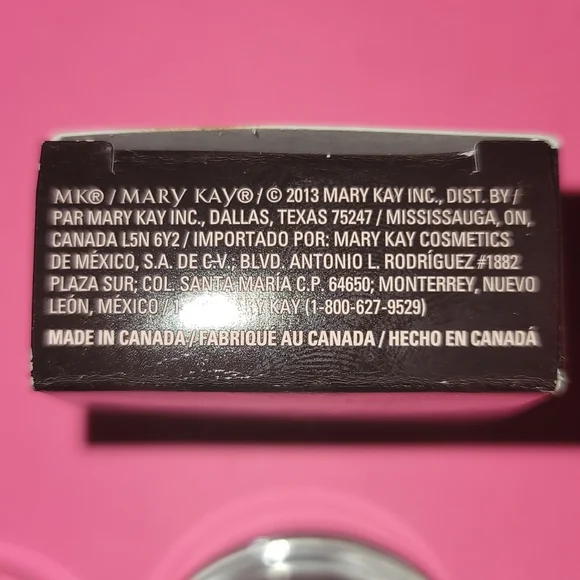 MK® / MARY KAY® / © 2013 MARY KAY INC., DIST. BY /
PAR MARY KAY INC., DALLAS, TEXAS 75247 / MISSISSAUGA, ON,
CANADA L5N 6Y2 / IMPORTADO POR: MARY KAY COSMETICS
DE MÉXICO, S.A. DE C.V.; BLVD. ANTONIO L. RODRÍGUEZ #1882
PLAZA SUR; COL. SANTA MARÍA C.P. 64650; MONTERREY, NUEVO
LEÓN, MÉXICO / KAY (1-800-627-9529)
MADE IN CANADA / FABRIQUÉ AU CANADA / HECHO EN CANADÁ